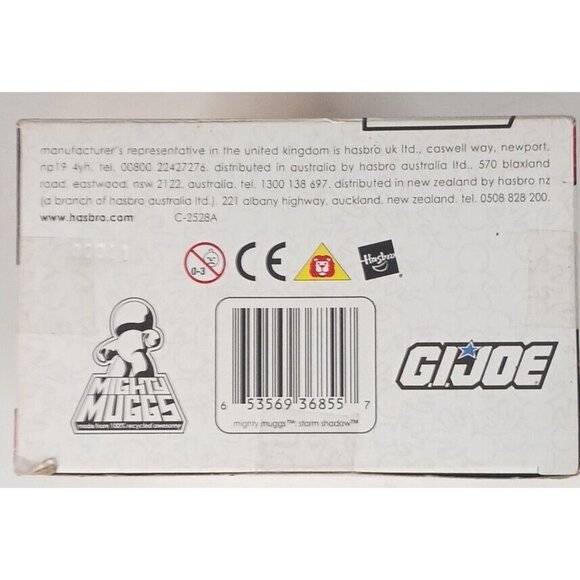 manufacturer's representative in the united kingdom is hasbro uk ltd., caswell way, newport,
np19 4yh. tel. 00800 22427276. distributed in australia by hasbro australia ltd., 570 blaxland
road, eastwood, nsw 2122, australia. tel. 1300 138 697. distributed in new zealand by hasbro nz
(a branch of hasbro australia ltd.). 221 albany highway, auckland, new zealand. tel. 0508 828 200.
www.hasbro.com C-2528A
0-3 CE Hasbro
MIGHTY
MUGGS
made from 100% recycled awesome!
6 53569 36855 7
mighty muggs™: storm shadow™
G.I.JOE